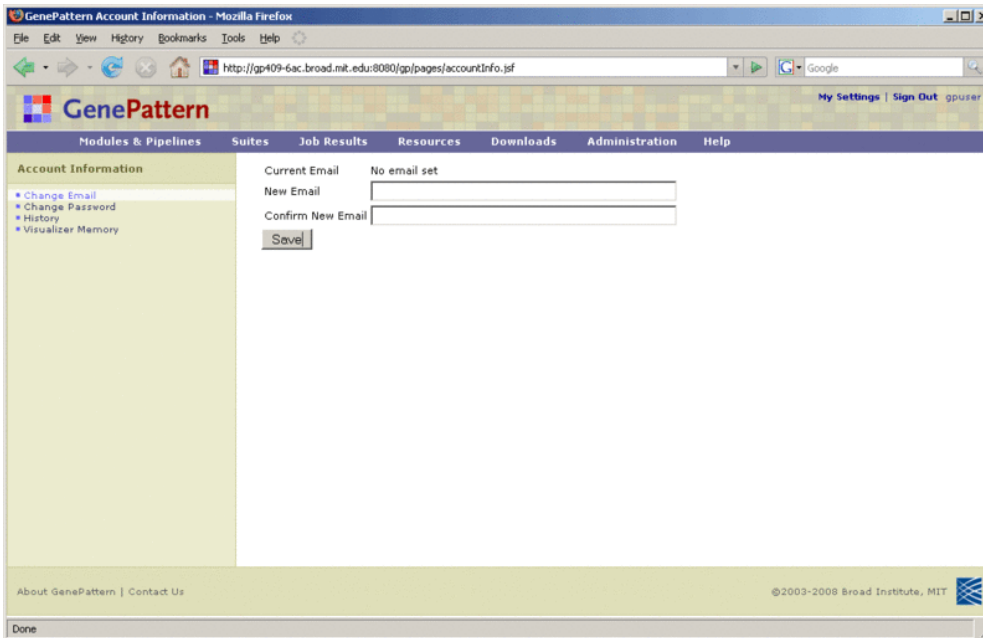 GenePattern Account Information - Mozilla Firefox
File Edit View History Bookmarks Tools Help
http://gp409-6ac.broad.mit.edu:8080/gp/pages/accountInfo.jsf
G Google
GenePattern
My Settings | Sign Out gpuser
Modules & Pipelines Suites Job Results Resources Downloads Administration Help
Account Information
Change Email
Change Password
History
Visualizer Memory
Current Email No email set
New Email
Confirm New Email
Save
About GenePattern | Contact Us
©2003-2008 Broad Institute, MIT
Done